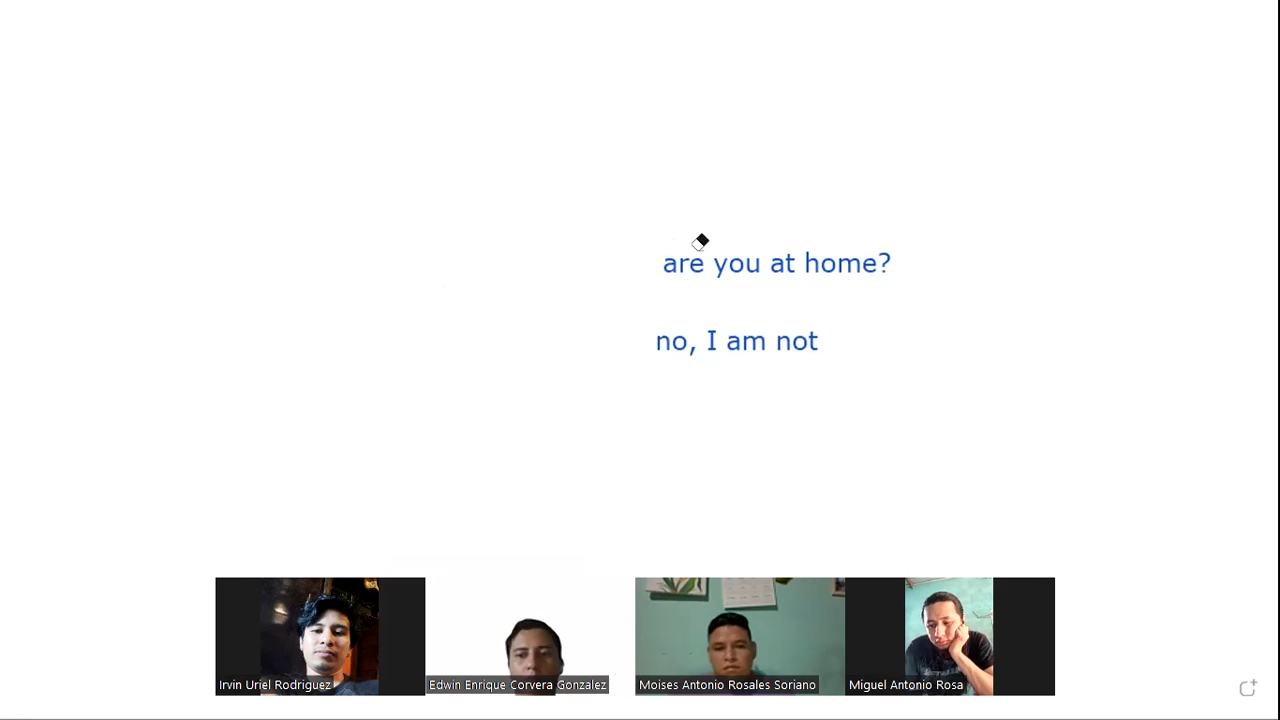 are you at home?
no, I am not
Irvin Uriel Rodriguez
Edwin Enrique Corvera Gonzalez
Moises Antonio Rosales Soriano
Miguel Antonio Rosa